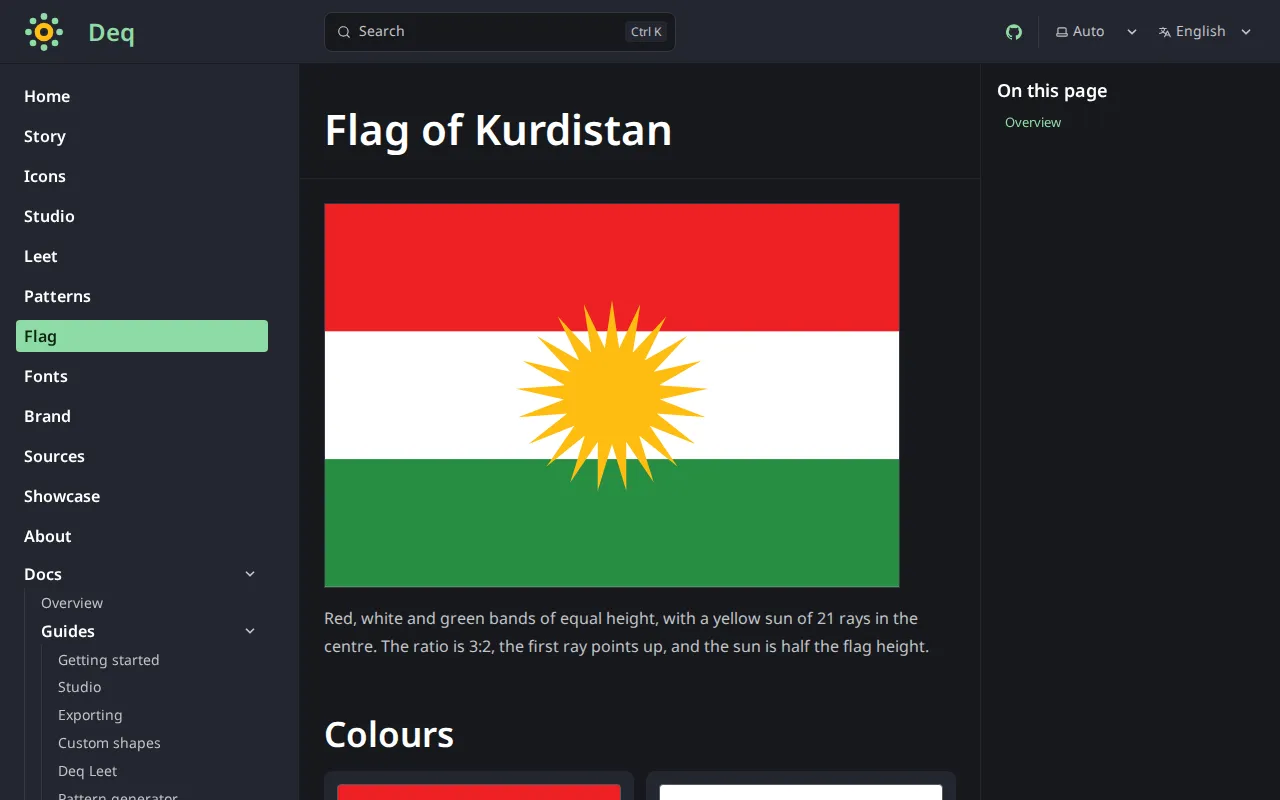 Deq
Search
Ctrl K
Auto
English
Home
Story
Icons
Studio
Leet
Patterns
Flag
Fonts
Brand
Sources
Showcase
About
Docs
Overview
Guides
Getting started
Studio
Exporting
Custom shapes
Deq Leet
Pattern generator
Flag of Kurdistan
Red, white and green bands of equal height, with a yellow sun of 21 rays in the
centre. The ratio is 3:2, the first ray points up, and the sun is half the flag height.
Colours
On this page
Overview